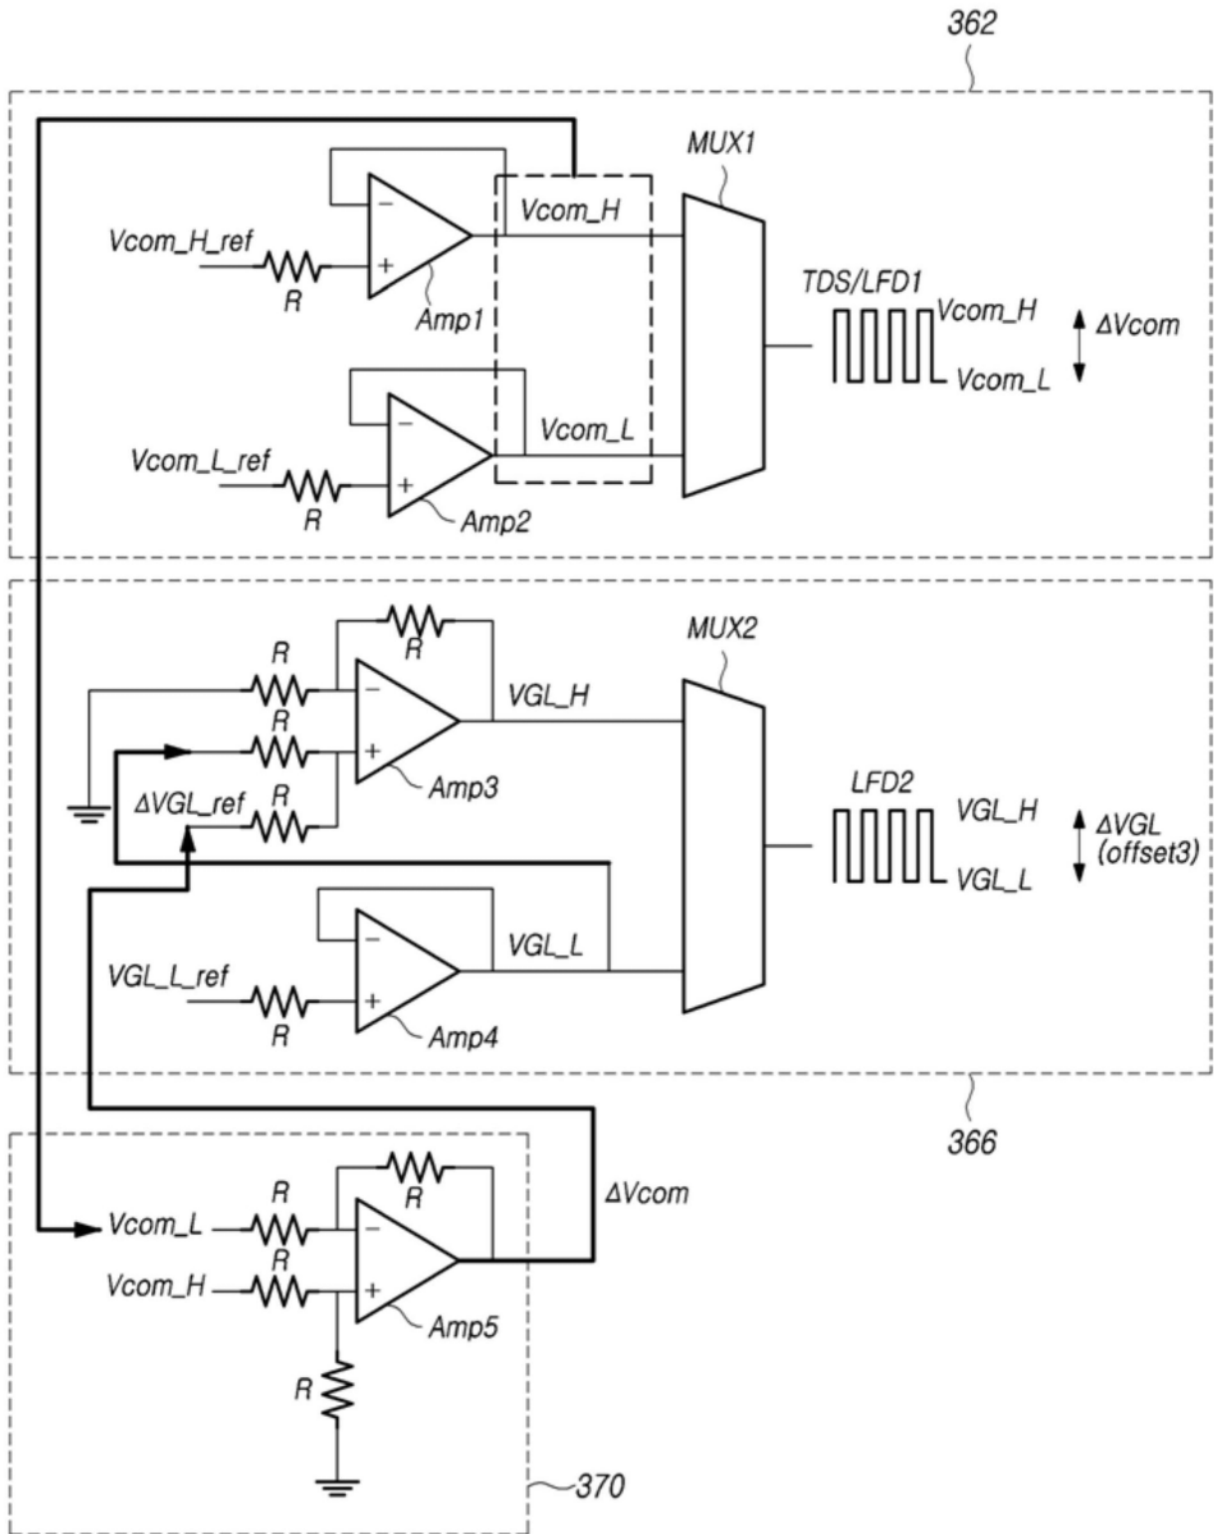 362
MUX1
Vcom_H
Vcom_H_ref
−
+
R
Amp1
TDS/LFD1
Vcom_H
ΔVcom
Vcom_L
Vcom_L
Vcom_L_ref
−
+
R
Amp2
MUX2
R
R
VGL_H
−
R
+
Amp3
ΔVGL_ref
R
LFD2
VGL_H
ΔVGL
(offset3)
VGL_L
VGL_L
−
VGL_L_ref
+
R
Amp4
366
R
R
ΔVcom
Vcom_L
−
R
Vcom_H
+
Amp5
R
370